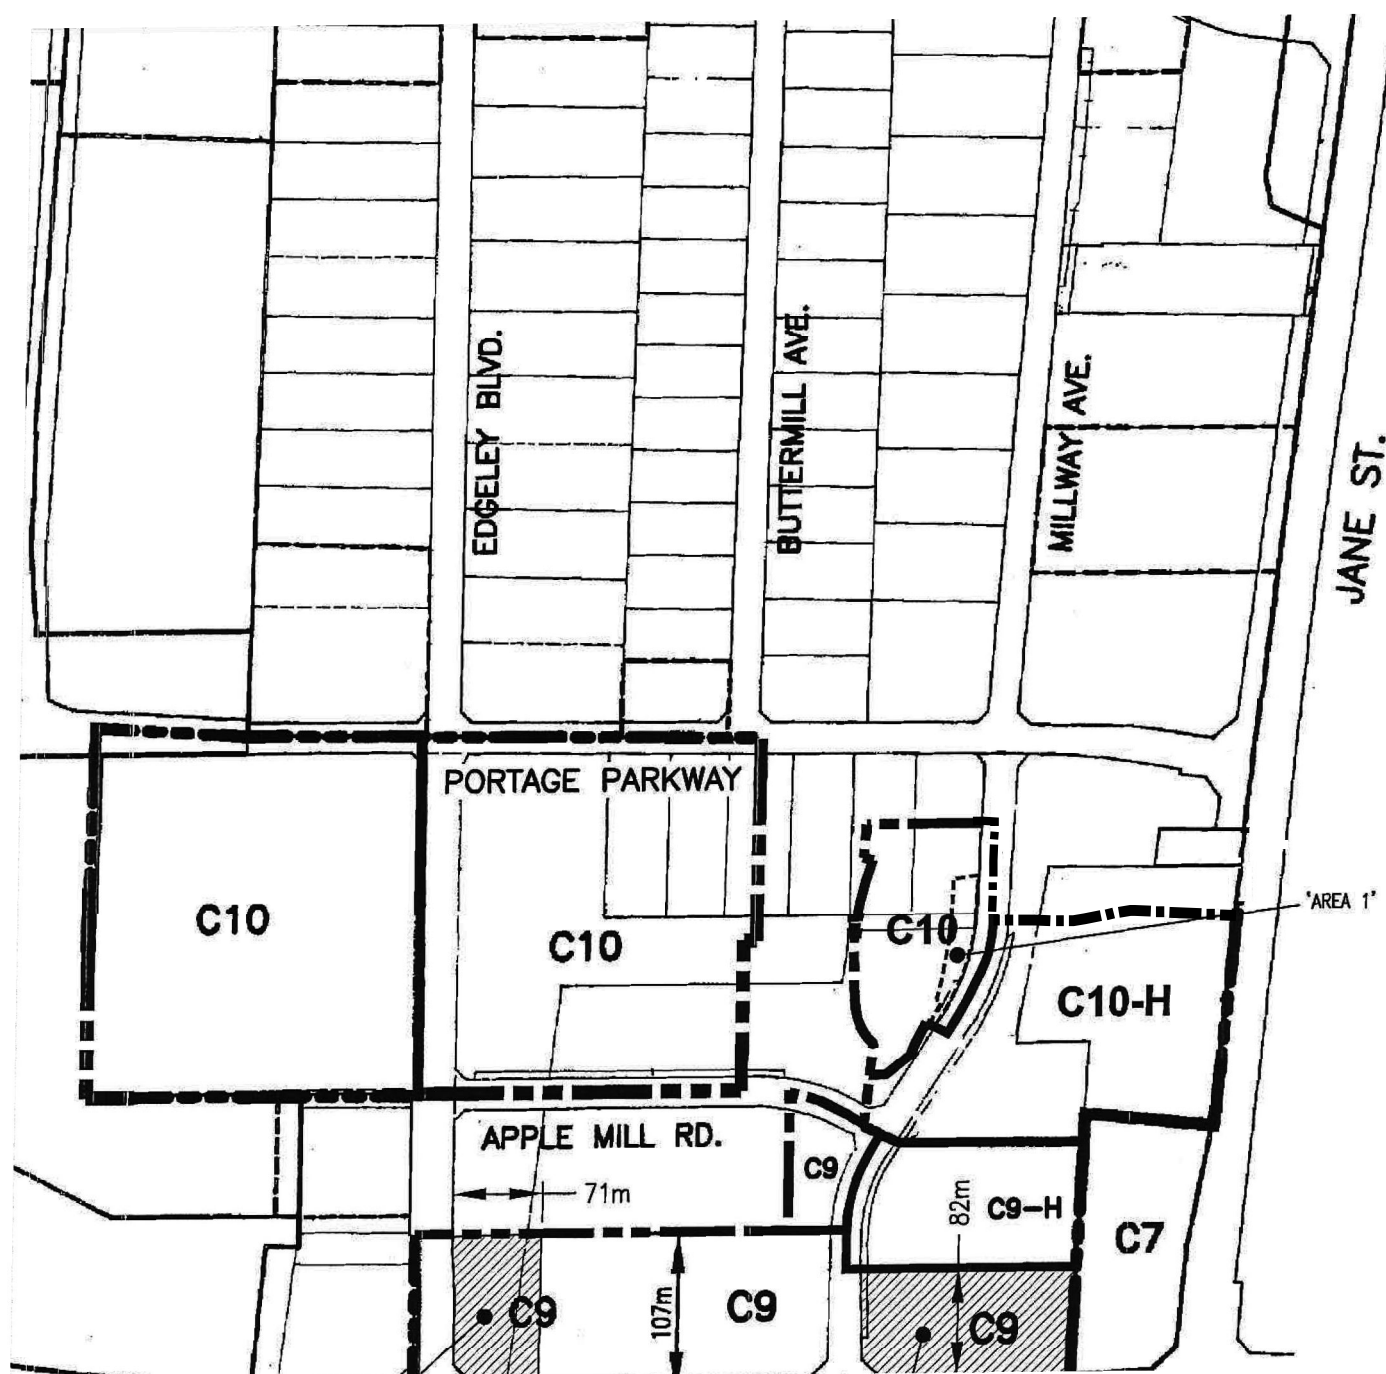 EDGELEY BLVD.
BUTTERMILL AVE.
MILLWAY AVE.
JANE ST.
PORTAGE PARKWAY
C10
C10
C10
'AREA 1'
C10-H
APPLE MILL RD.
C9
71m
82m
C9-H
C7
C9
107m
C9
C9